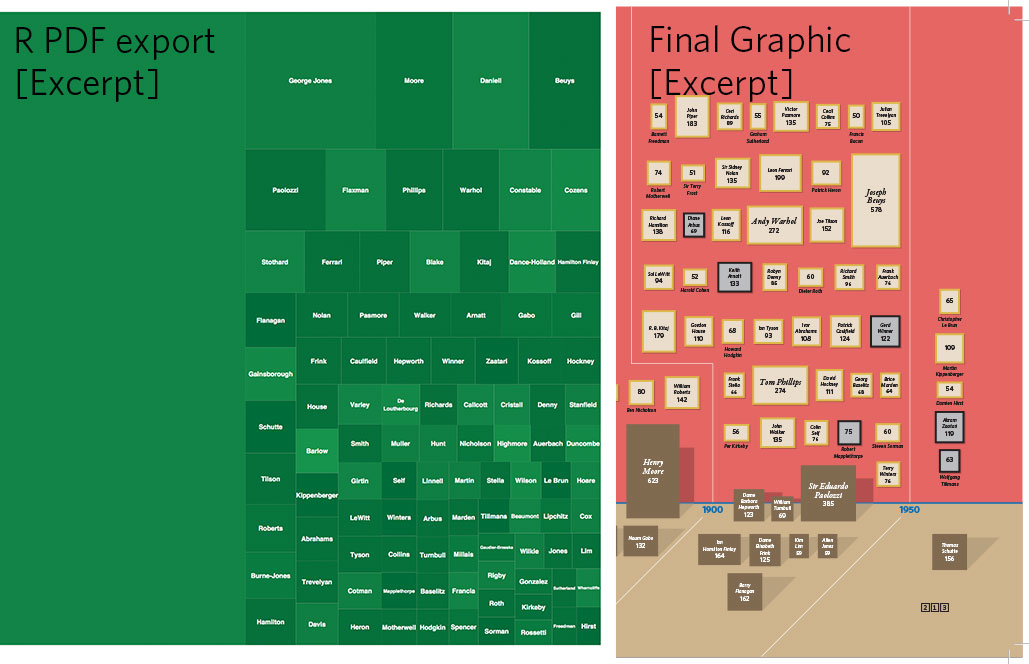 R PDF export
[Excerpt]
George Jones
Moore
Daniell
Beuys
Paolozzi
Flaxman
Phillips
Warhol
Constable
Cozens
Stothard
Ferrari
Piper
Blake
Kitaj
Dance-Holland
Hamilton Finley
Flanagan
Nolan
Pasmore
Walker
Arnatt
Gabo
Gill
Gainsborough
Frink
Caulfield
Hepworth
Winner
Zaatari
Kossoff
Hockney
Schutte
House
Varley
De
Loutherbourg
Richards
Callcott
Cristall
Denny
Stanfield
Barlow
Smith
Muller
Hunt
Nicholson
Highmore
Auerbach
Duncombe
Tilson
Kippenberger
Girtin
Self
Linnell
Martin
Stella
Wilson
Le Brun
Hoare
Roberta
Abrahams
LeWitt
Winters
Arbus
Marden
Tillmans
Beaumont
Lipchitz
Cox
Burne-Jones
Trevelyan
Tyson
Collins
Turnbull
Millais
Gaudier-Brzeska
Wilkie
Jones
Lim
Cotman
Mapplethorpe
Baselitz
Francia
Rigby
Gonzalez
Sutherland
Wharncliffe
Hamilton
Davis
Heron
Motherwell
Hodgkin
Spencer
Roth
Sorman
Kirkeby
Rossetti
Freedman
Hirst
Final Graphic
[Excerpt]
54
Barnett
Freedman
John
Piper
183
Ceri
Richards
89
55
Graham
Sutherland
Victor
Pasmore
135
Cecil
Collins
75
50
Francis
Bacon
Julian
Trevelyan
105
74
Robert
Motherwell
51
Sir Terry
Frost
Sir Sidney
Nolan
135
Leon Ferrari
199
92
Patrick Heron
Joseph
Beuys
578
Richard
Hamilton
138
Diane
Arbus
69
Leon
Kossoff
116
Andy Warhol
272
Joe Tilson
152
Sol LeWitt
94
52
Harold Cohen
Keith
Arnatt
133
Robyn
Denny
85
60
Dieter Roth
Richard
Smith
96
Frank
Auerbach
76
R. B. Kitaj
179
Gordon
House
110
68
Howard
Hodgkin
Ian Tyson
93
Ivor
Abrahams
108
Patrick
Caulfield
124
Gerd
Winner
122
65
Christopher
Le Brun
109
Martin
Kippenberger
54
Damien Hirst
Akram
Zaatari
119
63
Wolfgang
Tillmans
80
Ben Nicholson
William
Roberts
142
Frank
Stella
Tom Phillips
274
David
Hockney
111
Georg
Baselitz
Brice
Marden
64
56
Per Kirkeby
John
Walker
135
Colin
Self
76
75
Robert
Mapplethorpe
60
Steven Sorman
Terry
Winters
76
Henry
Moore
623
Sir Eduardo
Paolozzi
385
Dame
Barbara
Hepworth
123
William
Turnbull
69
1900
1950
Naum Gabo
132
Ian
Hamilton Finlay
164
Dame
Elisabeth
Frink
125
Kim
Lim
59
Allen
Jones
59
Thomas
Schutte
156
Barry
Flanagan
162
213